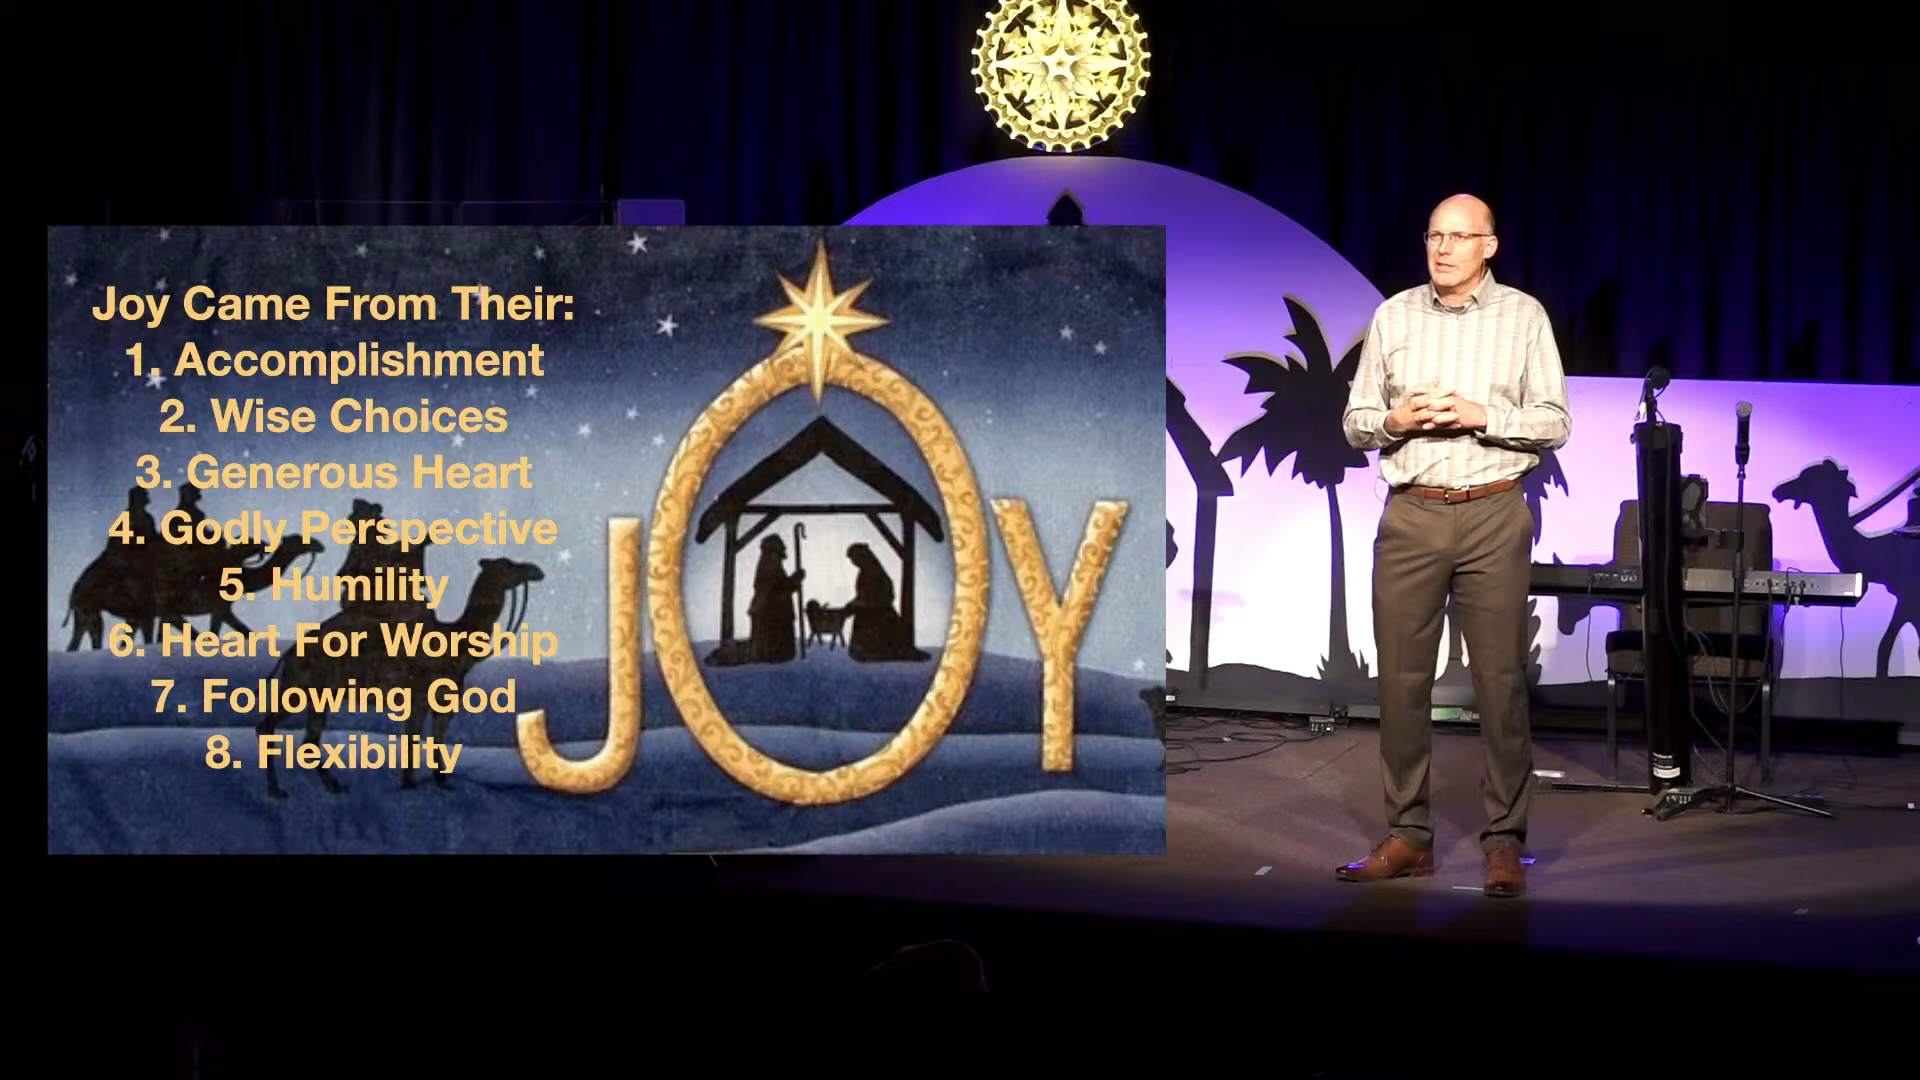 Joy Came From Their:
1. Accomplishment
2. Wise Choices
3. Generous Heart
4. Godly Perspective
5. Humility
6. Heart For Worship
7. Following God
8. Flexibility
JOY